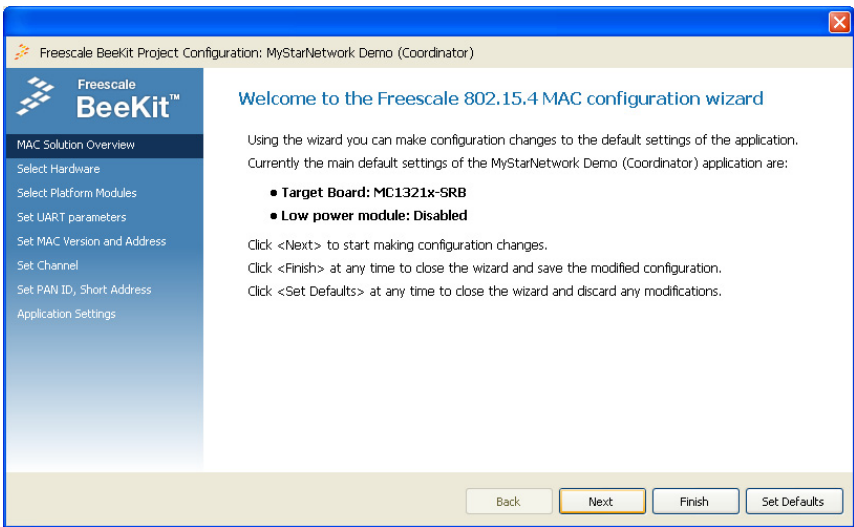 Freescale BeeKit Project Configuration: MyStarNetwork Demo (Coordinator)
Freescale
BeeKit™
MAC Solution Overview
Select Hardware
Select Platform Modules
Set UART parameters
Set MAC Version and Address
Set Channel
Set PAN ID, Short Address
Application Settings
Welcome to the Freescale 802.15.4 MAC configuration wizard
Using the wizard you can make configuration changes to the default settings of the application.
Currently the main default settings of the MyStarNetwork Demo (Coordinator) application are:
● Target Board: MC1321x-SRB
● Low power module: Disabled
Click <Next> to start making configuration changes.
Click <Finish> at any time to close the wizard and save the modified configuration.
Click <Set Defaults> at any time to close the wizard and discard any modifications.
Back Next Finish Set Defaults